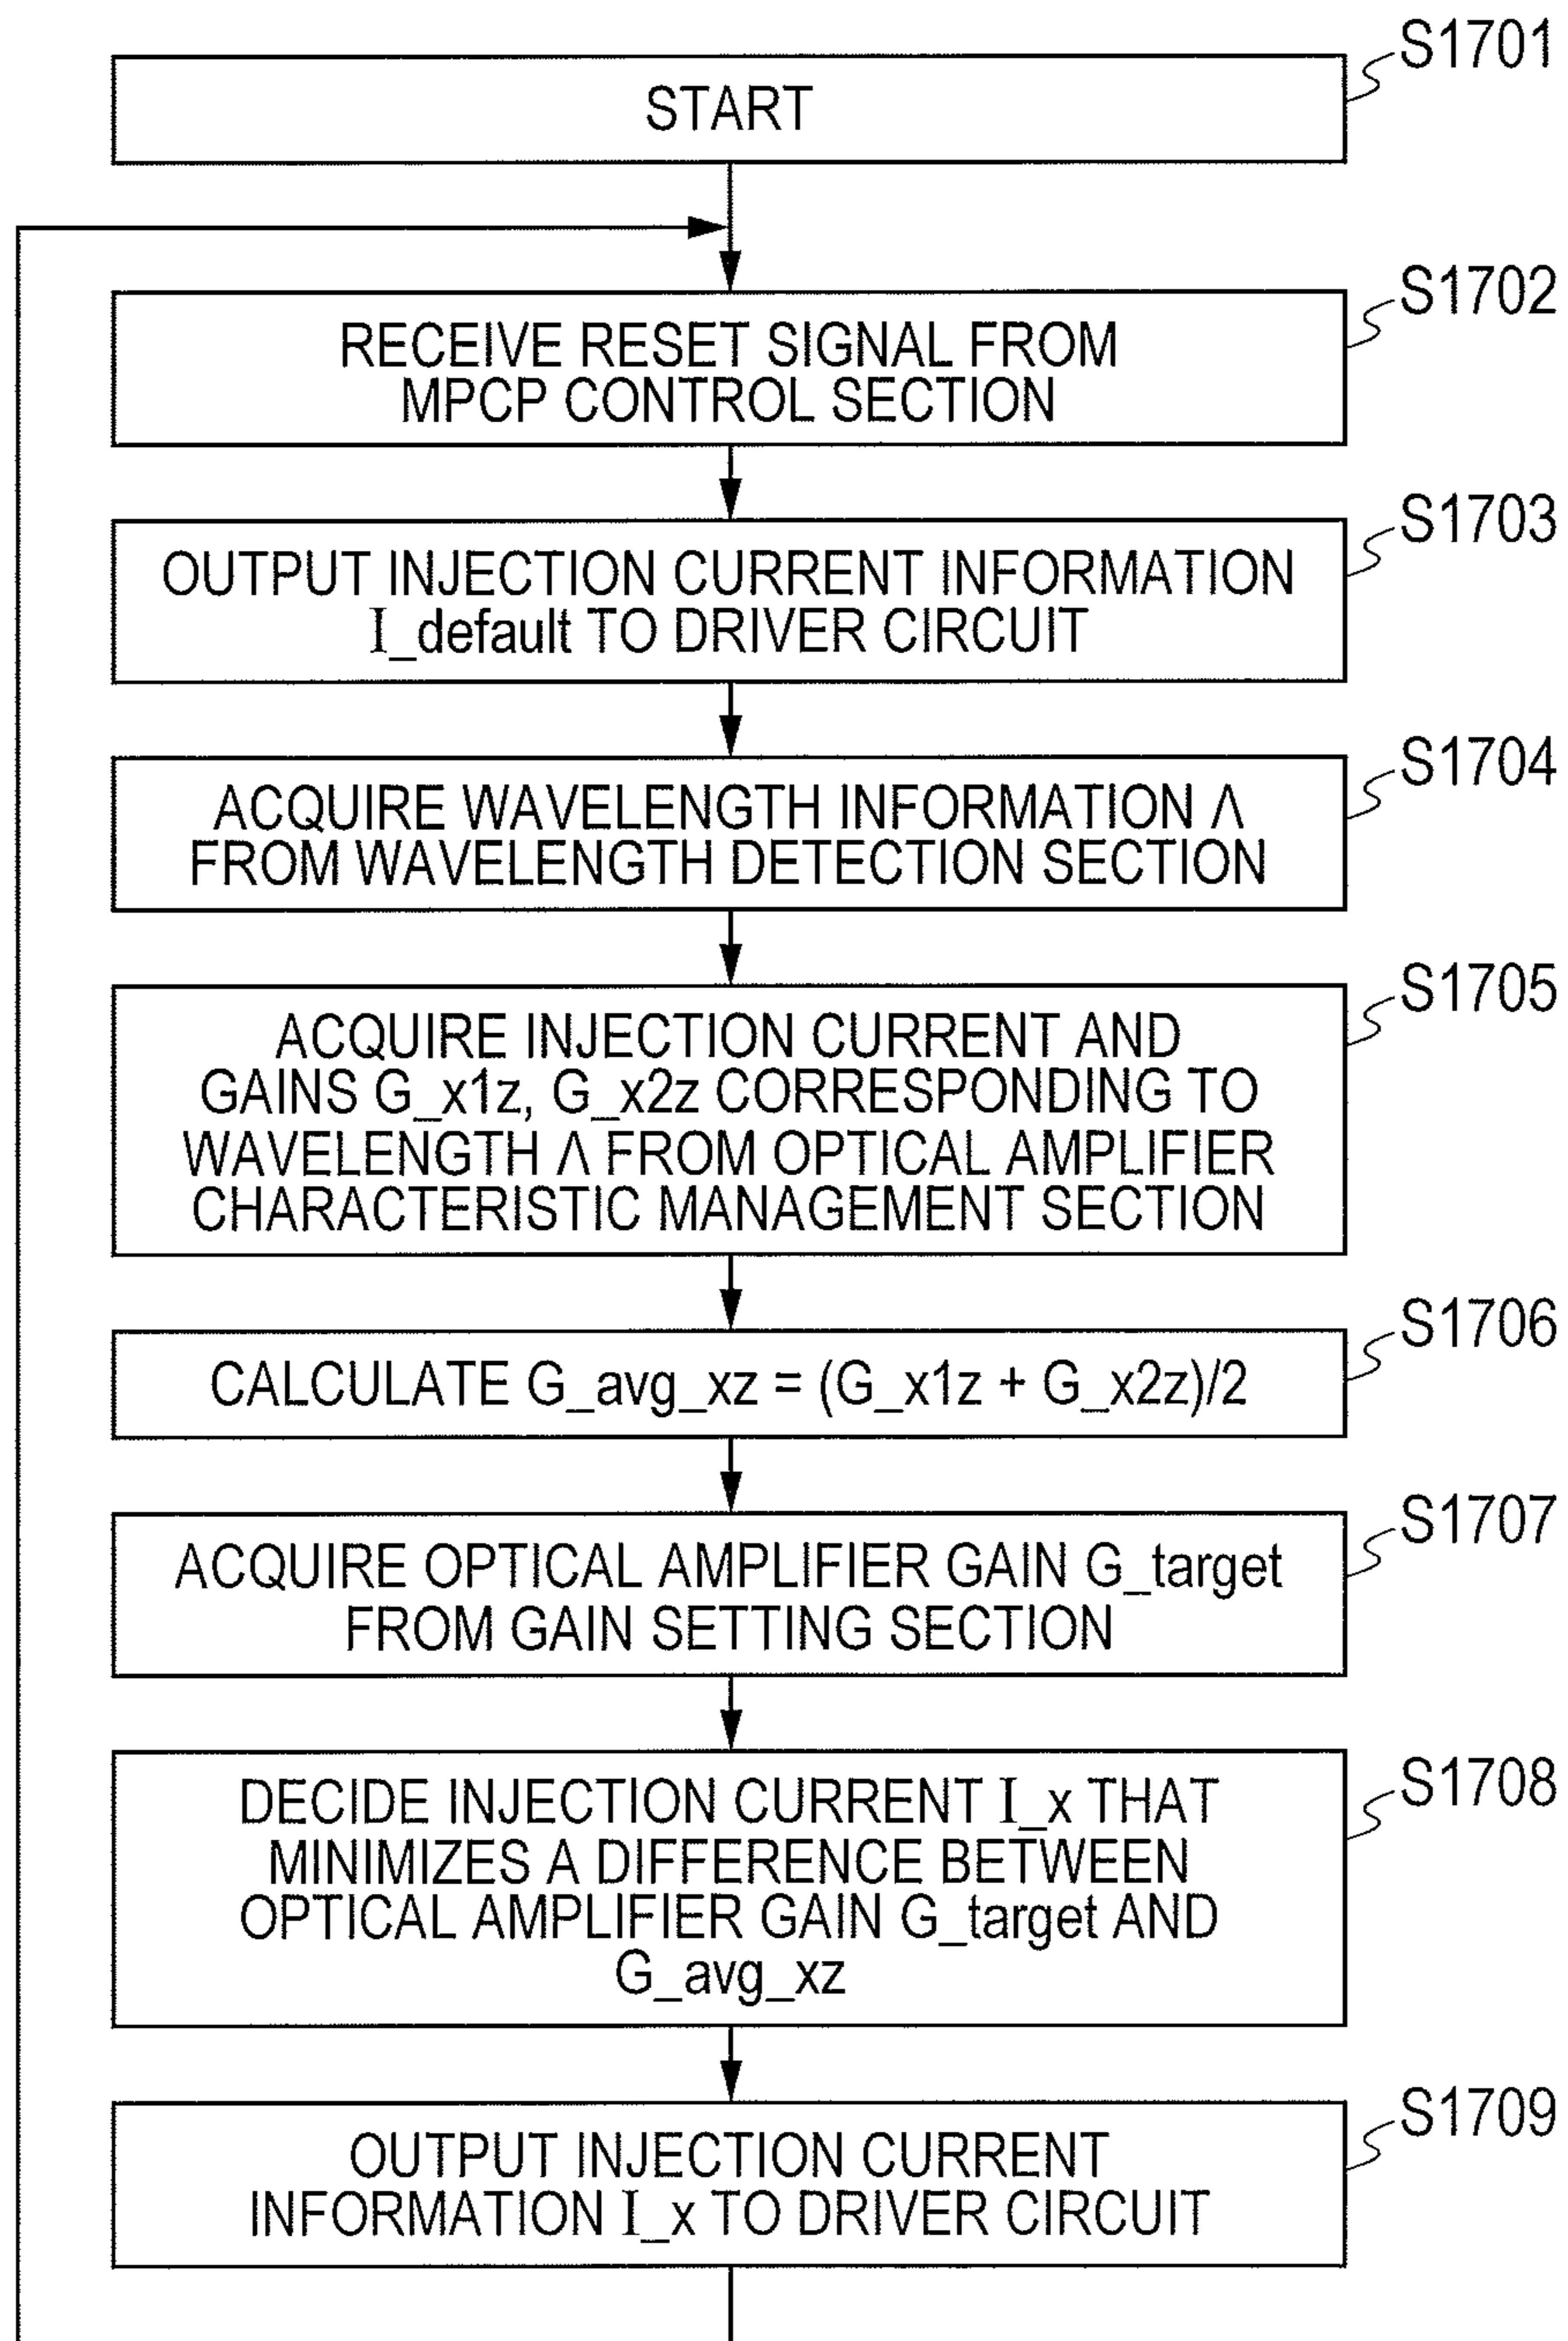 S1701
START
S1702
RECEIVE RESET SIGNAL FROM
MPCP CONTROL SECTION
S1703
OUTPUT INJECTION CURRENT INFORMATION
I_default TO DRIVER CIRCUIT
S1704
ACQUIRE WAVELENGTH INFORMATION Λ
FROM WAVELENGTH DETECTION SECTION
S1705
ACQUIRE INJECTION CURRENT AND
GAINS G_x1z, G_x2z CORRESPONDING TO
WAVELENGTH Λ FROM OPTICAL AMPLIFIER
CHARACTERISTIC MANAGEMENT SECTION
S1706
CALCULATE G_avg_xz = (G_x1z + G_x2z)/2
S1707
ACQUIRE OPTICAL AMPLIFIER GAIN G_target
FROM GAIN SETTING SECTION
S1708
DECIDE INJECTION CURRENT I_x THAT
MINIMIZES A DIFFERENCE BETWEEN
OPTICAL AMPLIFIER GAIN G_target AND
G_avg_xz
S1709
OUTPUT INJECTION CURRENT
INFORMATION I_x TO DRIVER CIRCUIT